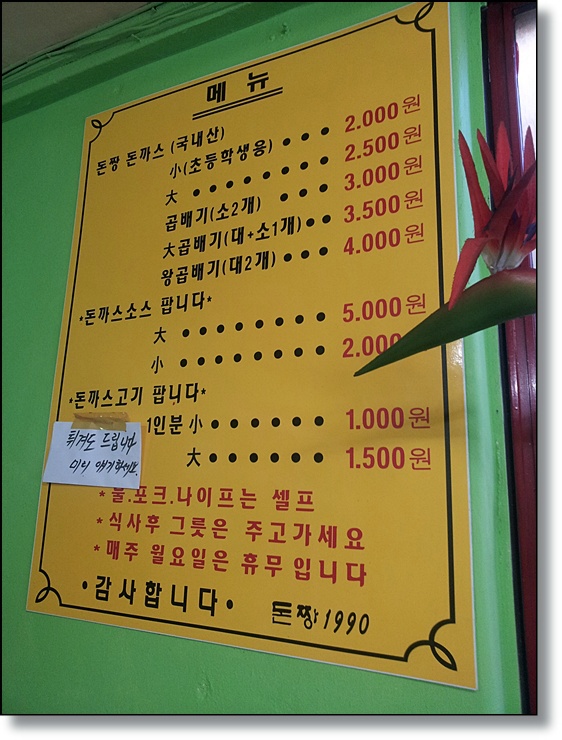 메 뉴
돈짱 돈까스 (국내산)
小(초등학생용) ● ● ● 2.000원
大 ● ● ● ● ● ● ● 2.500원
곱배기(소2개) ● ● ● 3.000원
大곱배기(대+소1개) ● ● 3.500원
왕곱배기(대2개) ● ● ● 4.000원
*돈까스소스 팝니다*
大 ● ● ● ● ● ● ● 5.000원
小 ● ● ● ● ● ● ● 2.000
*돈까스고기 팝니다*
1인분 小 ● ● ● ● ● ● 1.000원
大 ● ● ● ● ● ● 1.500원
튀겨도 드립니다
미리 얘기하세요.
*물.포크.나이프는 셀프
*식사후 그릇은 주고가세요
*매주 월요일은 휴무입니다
●감사합니다●
돈짱1990